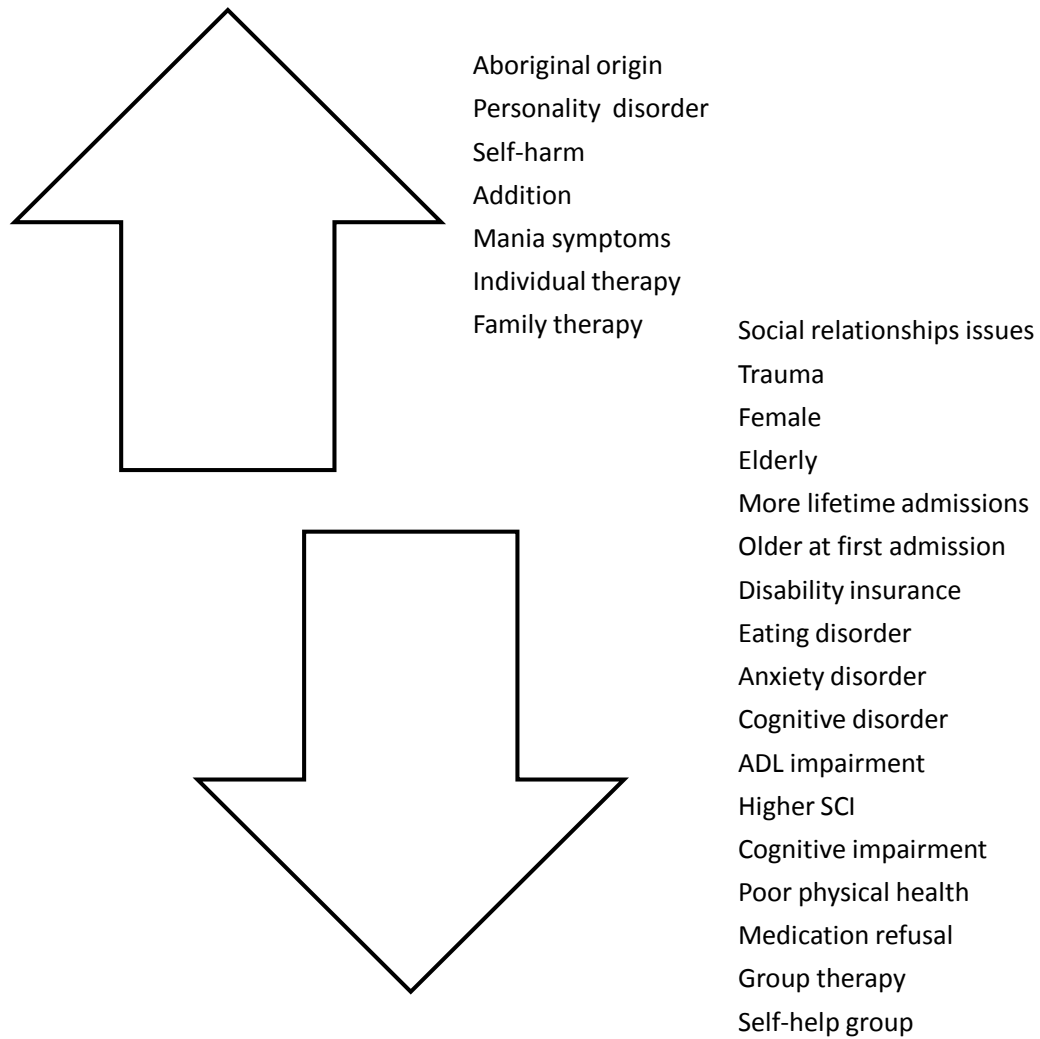 Aboriginal origin
Personality disorder
Self-harm
Addition
Mania symptoms
Individual therapy
Family therapy
Social relationships issues
Trauma
Female
Elderly
More lifetime admissions
Older at first admission
Disability insurance
Eating disorder
Anxiety disorder
Cognitive disorder
ADL impairment
Higher SCI
Cognitive impairment
Poor physical health
Medication refusal
Group therapy
Self-help group